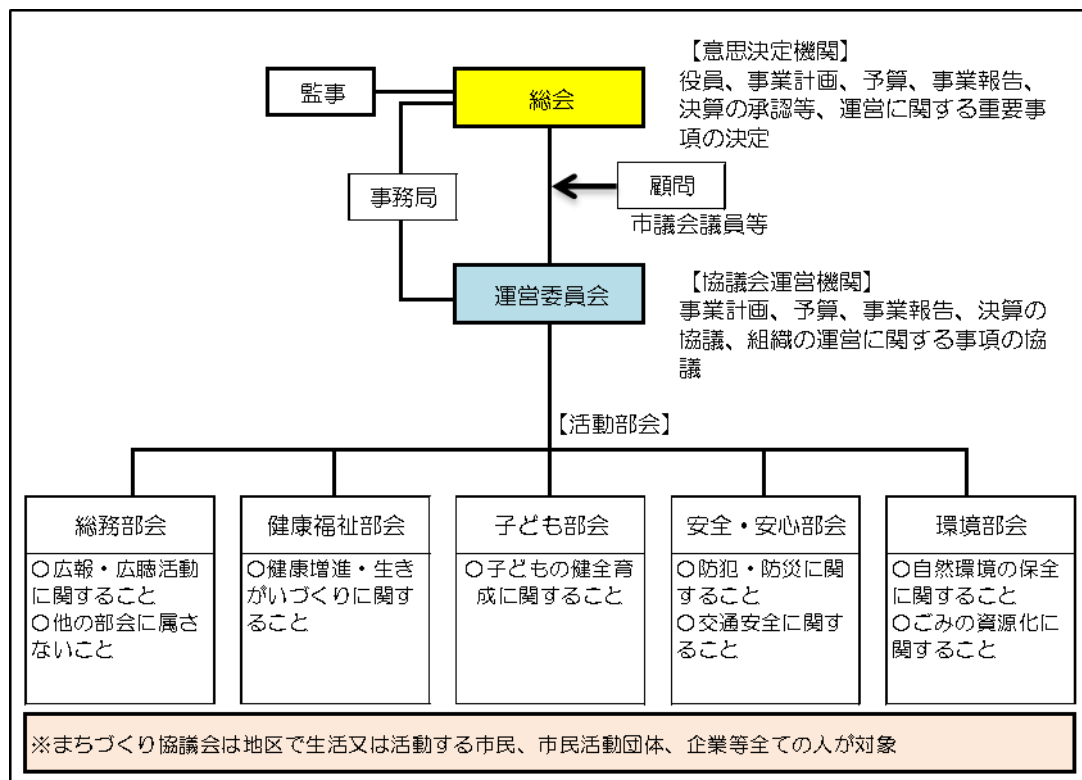 【意思決定機関】
役員、事業計画、予算、事業報告、
決算の承認等、運営に関する重要事
項の決定
監事
総会
事務局
顧問
市議会議員等
運営委員会
【協議会運営機関】
事業計画、予算、事業報告、決算の
協議、組織の運営に関する事項の協
議
【活動部会】
総務部会
〇広報・広聴活動
に関すること
〇他の部会に属さ
ないこと
健康福祉部会
〇健康増進・生き
がいづくりに関す
ること
子ども部会
〇子どもの健全育
成に関すること
安全・安心部会
〇防犯・防災に関
すること
〇交通安全に関す
ること
環境部会
〇自然環境の保全
に関すること
〇ごみの資源化に
関すること
※まちづくり協議会は地区で生活又は活動する市民、市民活動団体、企業等全ての人が対象